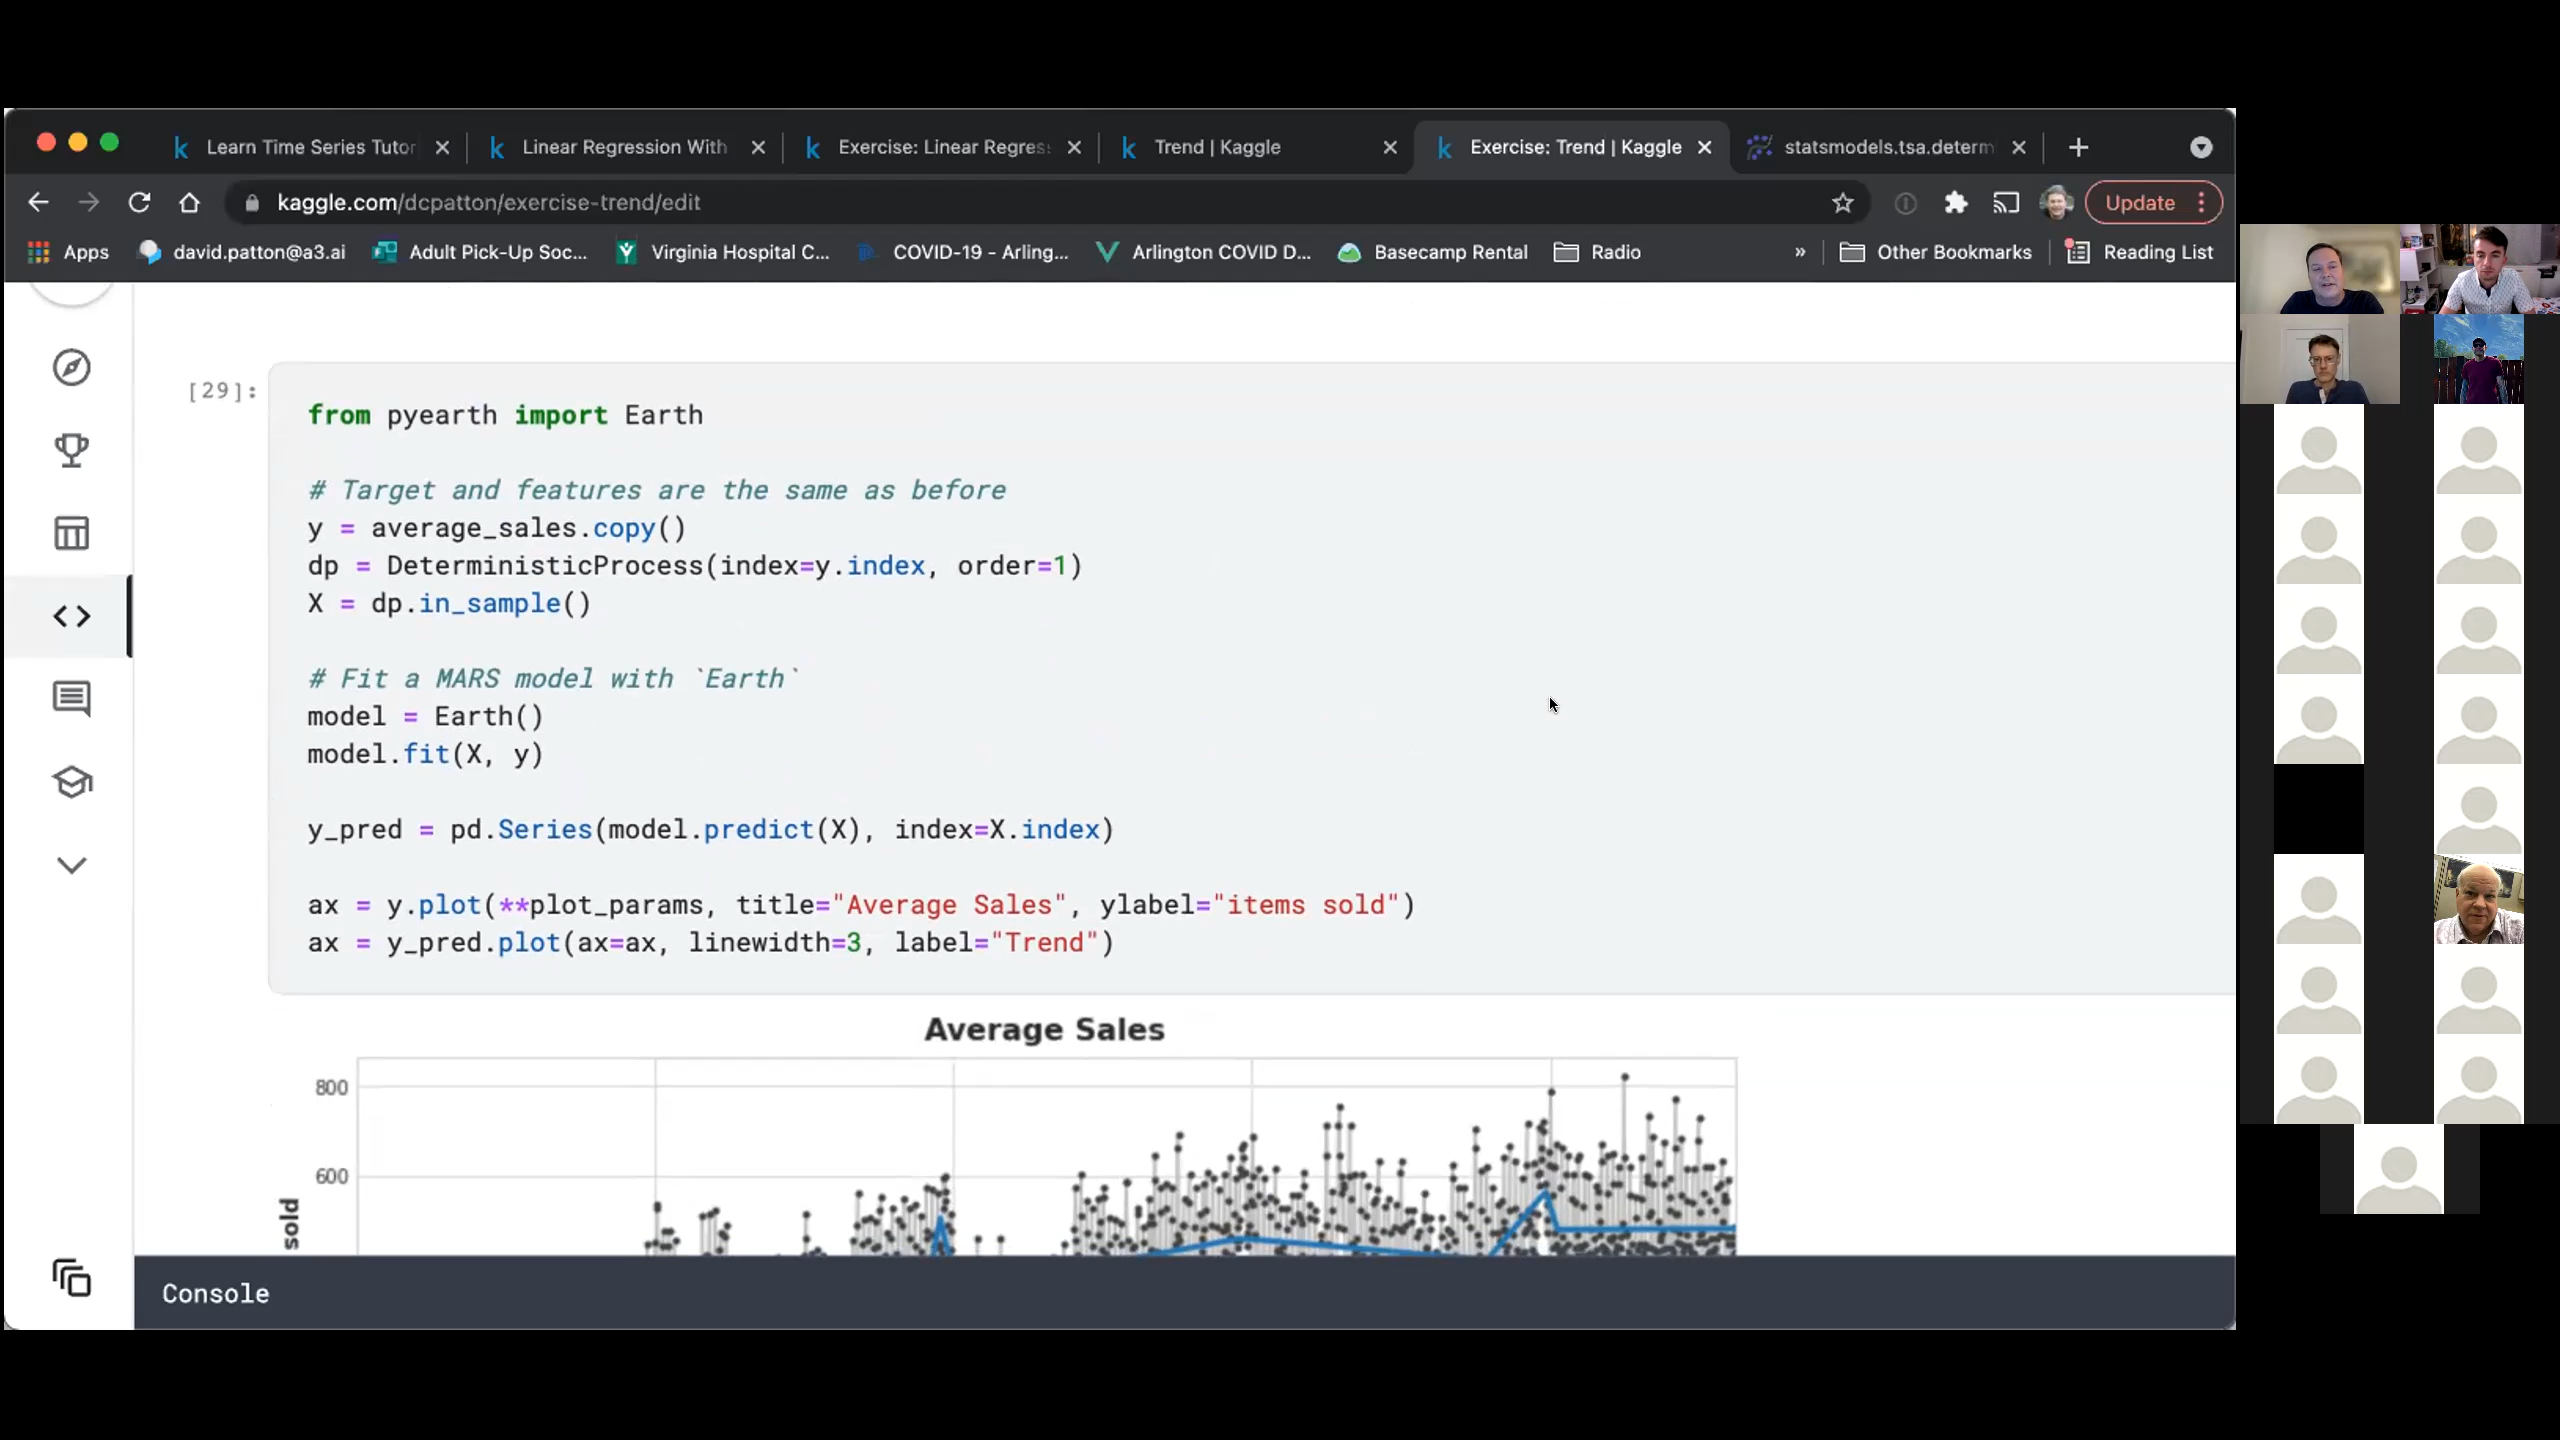 Learn Time Series Tutor
Linear Regression With
Exercise: Linear Regres
Trend | Kaggle
Exercise: Trend | Kaggle
statsmodels.tsa.determ
kaggle.com/dcpatton/exercise-trend/edit
Update
Apps
david.patton@a3.ai
Adult Pick-Up Soc...
Virginia Hospital C...
COVID-19 - Arling...
Arlington COVID D...
Basecamp Rental
Radio
»
Other Bookmarks
Reading List
[29]:
from pyearth import Earth
# Target and features are the same as before
y = average_sales.copy()
dp = DeterministicProcess(index=y.index, order=1)
X = dp.in_sample()
# Fit a MARS model with `Earth`
model = Earth()
model.fit(X, y)
y_pred = pd.Series(model.predict(X), index=X.index)
ax = y.plot(**plot_params, title="Average Sales", ylabel="items sold")
ax = y_pred.plot(ax=ax, linewidth=3, label="Trend")
Average Sales
800
600
sold
Console